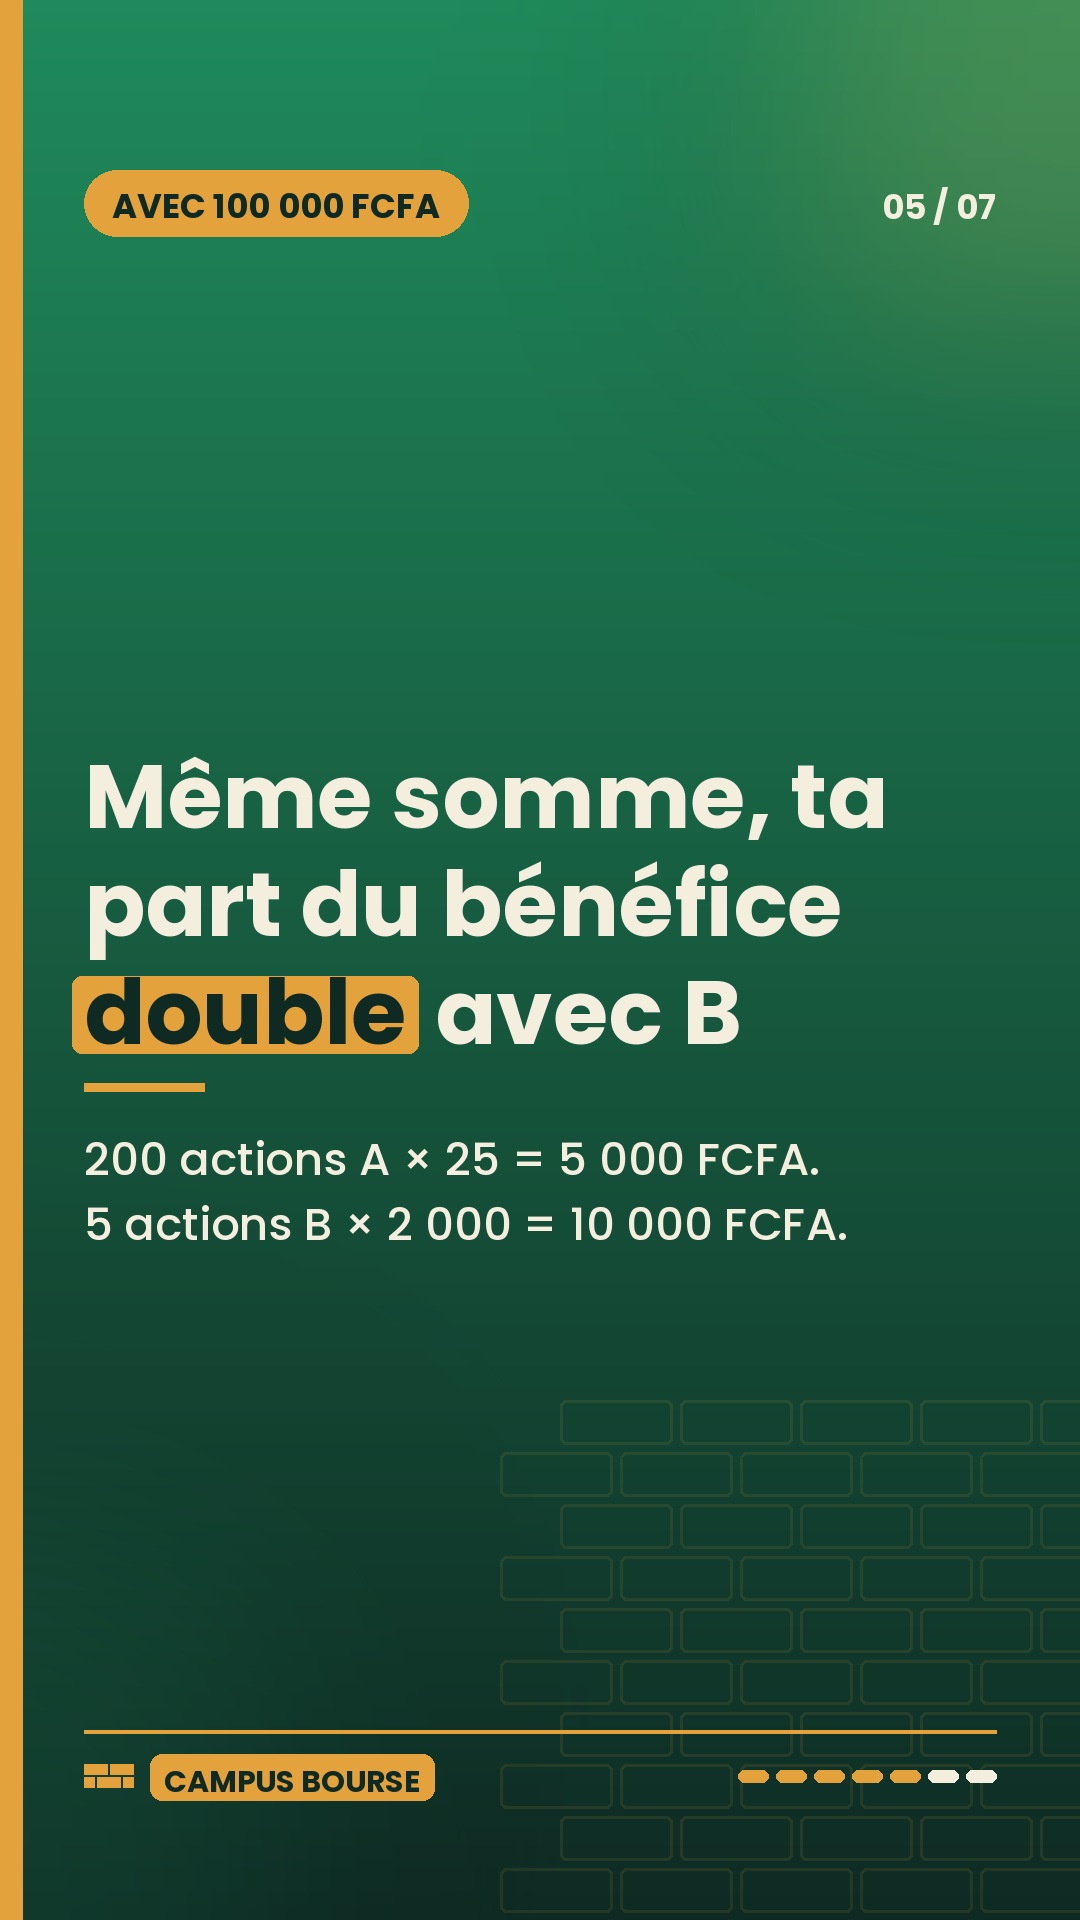 AVEC 100 000 FCFA
05 / 07
Même somme, ta
part du bénéfice
double avec B
200 actions A × 25 = 5 000 FCFA.
5 actions B × 2 000 = 10 000 FCFA.
CAMPUS BOURSE